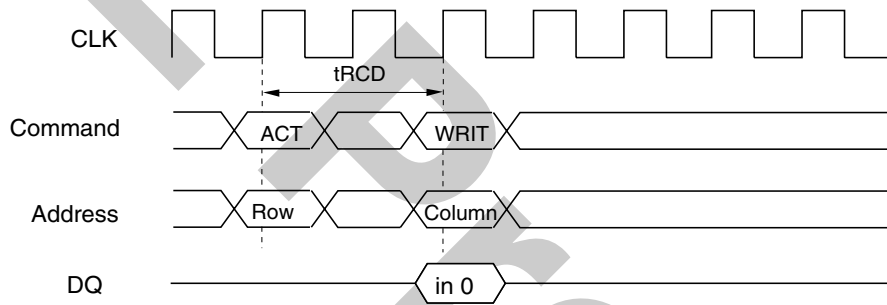 CLK
tRCD
Command ACT WRIT
Address Row Column
DQ in 0